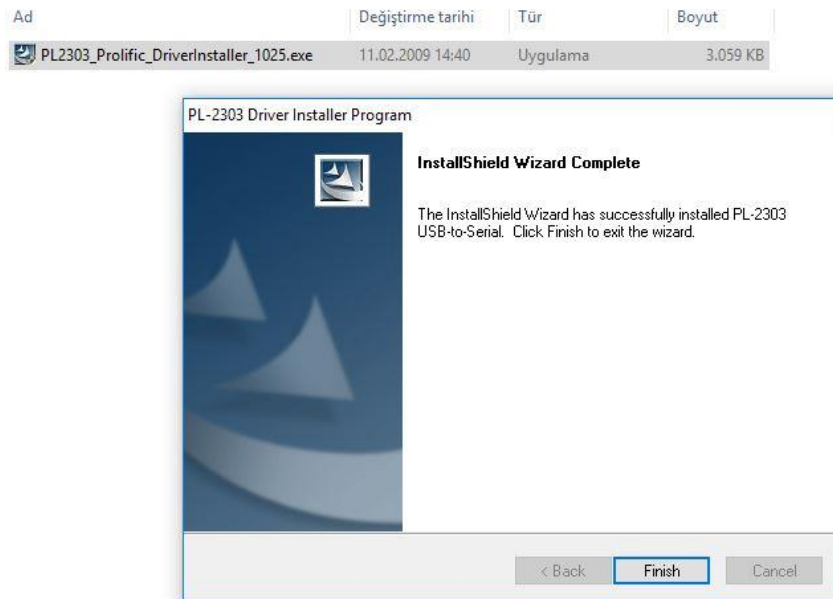 Ad Değiştirme tarihi Tür Boyut
PL2303_Prolific_DriverInstaller_1025.exe 11.02.2009 14:40 Uygulama 3.059 KB
PL-2303 Driver Installer Program
InstallShield Wizard Complete
The InstallShield Wizard has successfully installed PL-2303
USB-to-Serial. Click Finish to exit the wizard.
< Back Finish Cancel